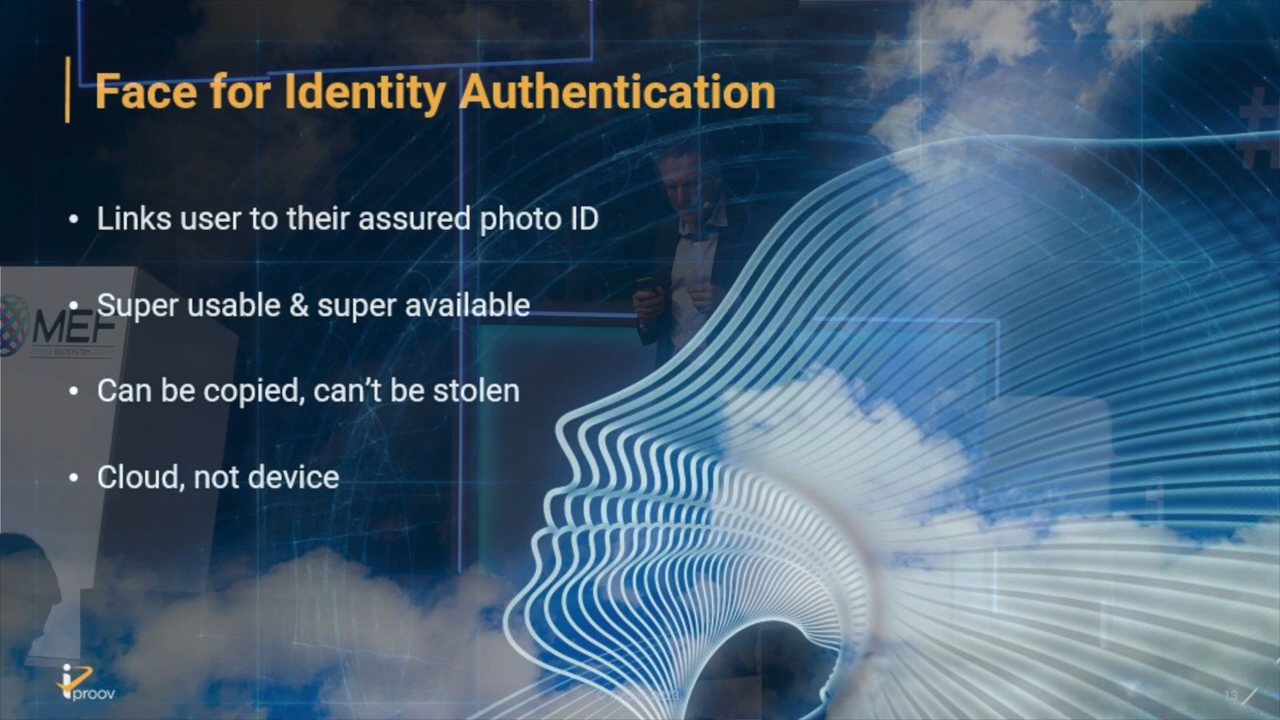 Face for Identity Authentication
• Links user to their assured photo ID
• Super usable & super available
MEF
ECOSYSTEM
• Can be copied, can't be stolen
• Cloud, not device
iproov
13
#